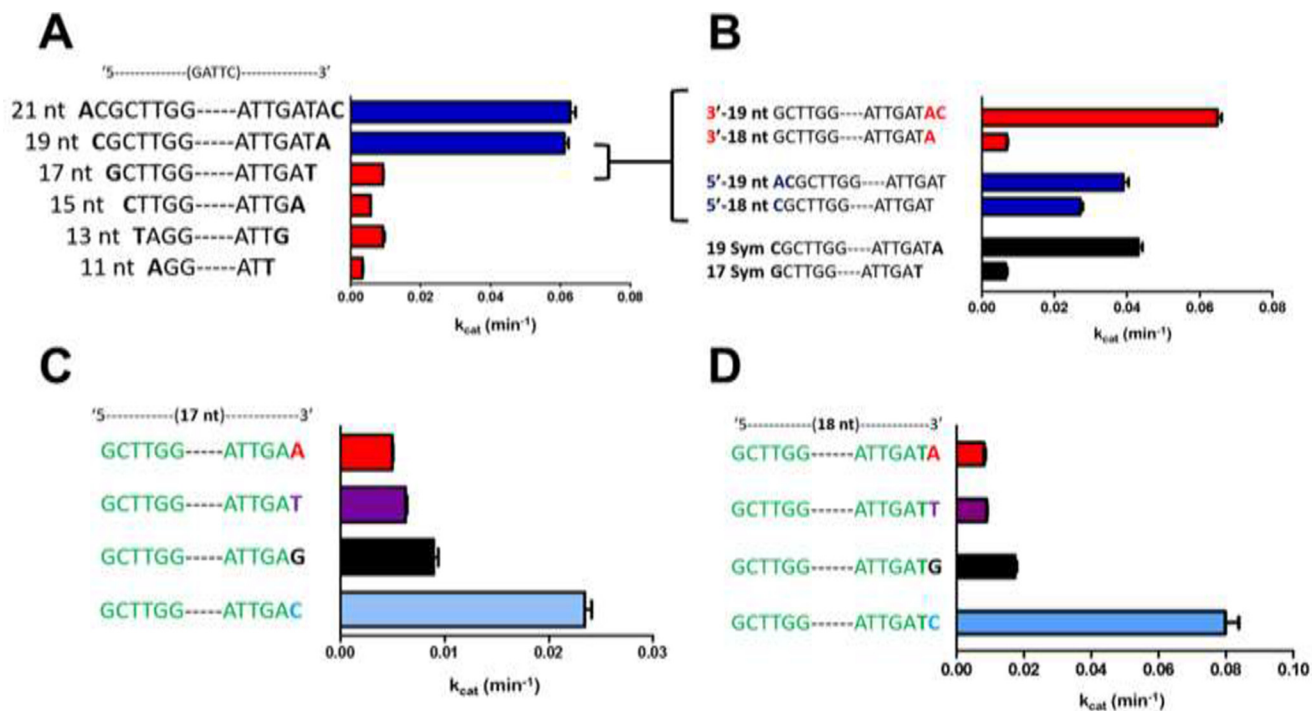 A
'5-------------(GATTC)-------------3'
21 nt ACGCTTGG-----ATTGATAC
19 nt CGCTTGG-----ATTGATA
17 nt GCTTGG-----ATTGAT
15 nt CTTGG-----ATTGA
13 nt TAGG-----ATTG
11 nt AGG-----ATT
0.00 0.02 0.04 0.06 0.08
kcat (min-1)
B
3'-19 nt GCTTGG----ATTGATAC
3'-18 nt GCTTGG----ATTGATA
5'-19 nt ACGCTTGG----ATTGAT
5'-18 nt CGCTTGG----ATTGAT
19 Sym CGCTTGG----ATTGATA
17 Sym GCTTGG----ATTGAT
0.00 0.02 0.04 0.06 0.08
kcat (min-1)
C
'5-------------(17 nt)-------------3'
GCTTGG-----ATTGAA
GCTTGG-----ATTGAT
GCTTGG-----ATTGAG
GCTTGG-----ATTGAC
0.00 0.01 0.02 0.03
kcat (min-1)
D
'5-------------(18 nt)-------------3'
GCTTGG------ATTGATA
GCTTGG------ATTGATT
GCTTGG------ATTGATG
GCTTGG------ATTGATC
0.00 0.02 0.04 0.06 0.08 0.10
kcat (min-1)